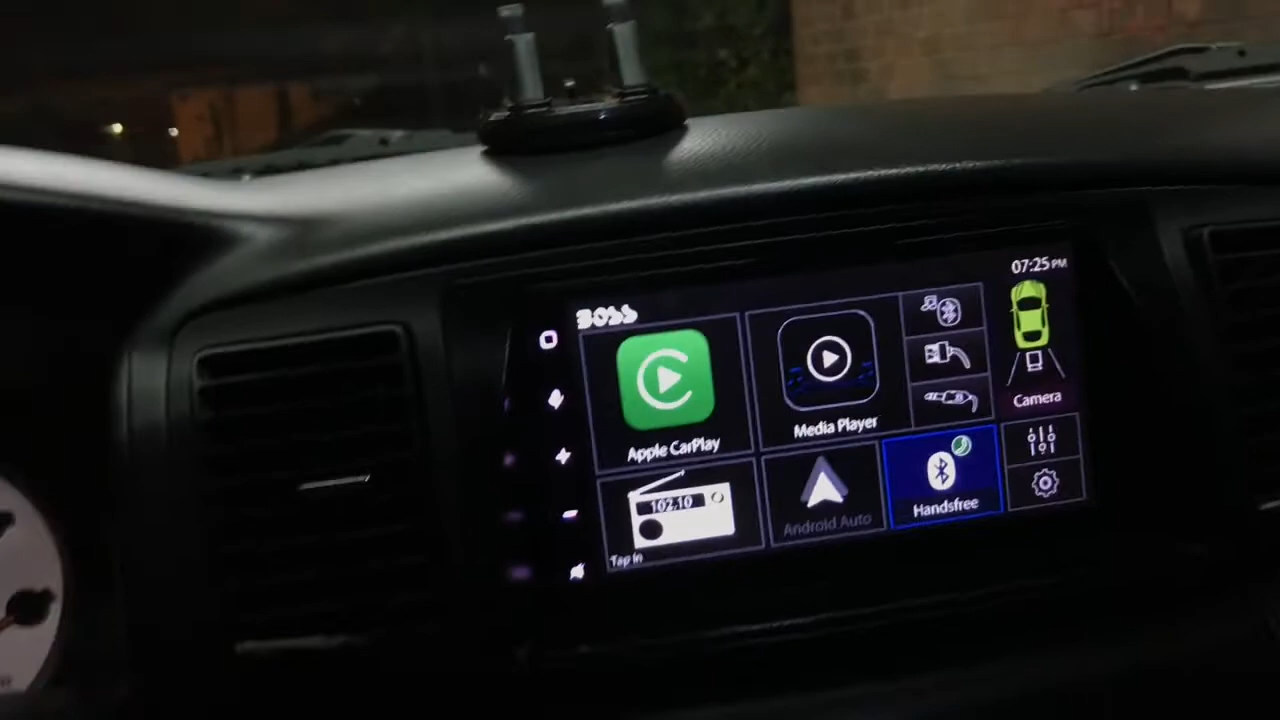 07:25 PM
BOSS
Apple CarPlay
Media Player
Camera
102.10
Tap In
Android Auto
Handsfree